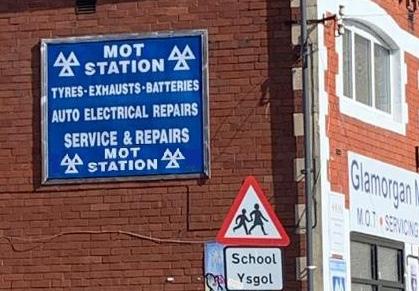 MOT
STATION
TYRES-EXHAUSTS-BATTERIES
AUTO ELECTRICAL REPAIRS
SERVICE & REPAIRS
MOT
STATION
School
Ysgol
Glamorgan
M.O.T • SERVICING